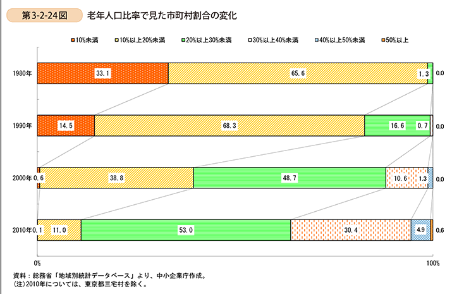 第3-2-24図 老年人口比率で見た市町村割合の変化
10%未満 10%以上20%未満 20%以上30%未満 30%以上40%未満 40%以上50%未満 50%以上
1980年 33.1 65.6 1.3 0.0
1990年 14.5 68.3 16.6 0.7 0.0
2000年 0.6 38.8 48.7 10.6 1.3 0.0
2010年 0.1 11.0 53.0 30.4 4.9 0.6
0% 100%
資料：総務省「地域別統計データベース」より、中小企業庁作成。
(注)2010年については、東京都三宅村を除く。